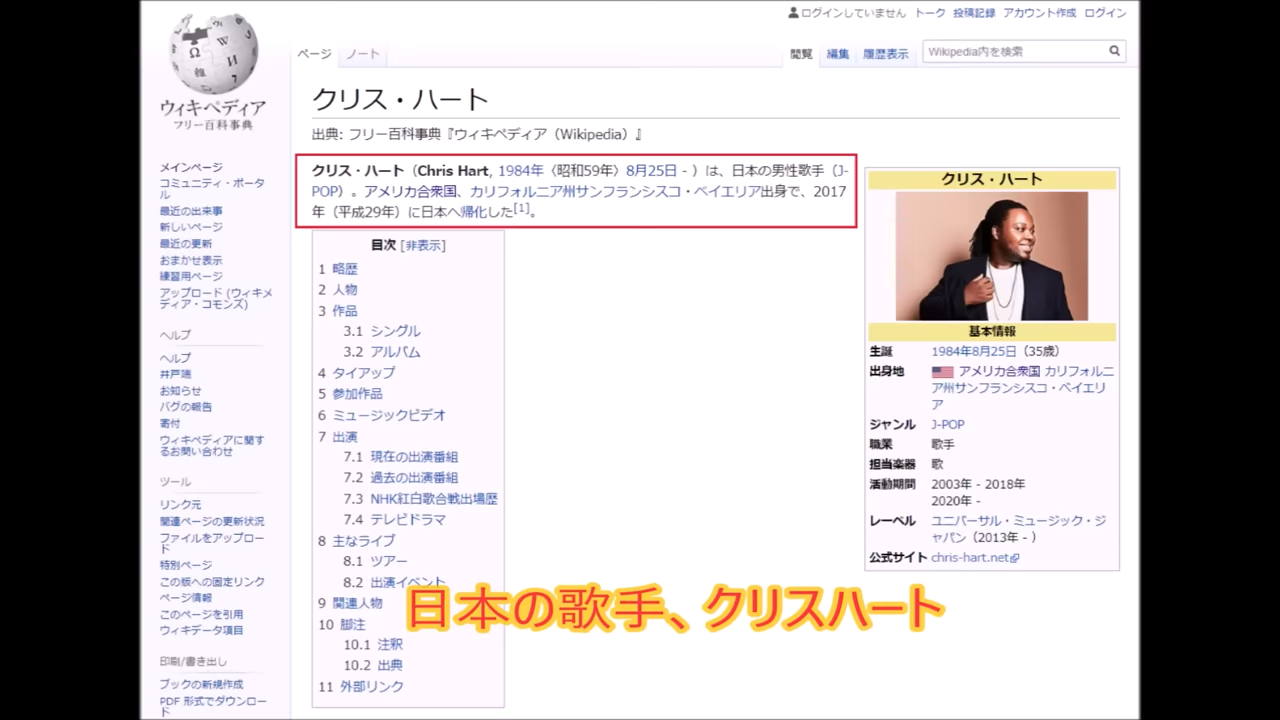 ログインしていません トーク 投稿記録 アカウント作成 ログイン
ページ ノート 閲覧 編集 履歴表示 Wikipedia内を検索
ウィキペディア
フリー百科事典
メインページ
コミュニティ・ポータ
ル
最近の出来事
新しいページ
最近の更新
おまかせ表示
練習用ページ
アップロード (ウィキメ
ディア・コモンズ)
ヘルプ
ヘルプ
井戸端
お知らせ
バグの報告
寄付
ウィキペディアに関す
るお問い合わせ
ツール
リンク元
関連ページの更新状況
ファイルをアップロー
ド
特別ページ
この版への固定リンク
ページ情報
このページを引用
ウィキデータ項目
印刷/書き出し
ブックの新規作成
PDF 形式でダウンロー
ド
クリス・ハート
出典: フリー百科事典『ウィキペディア（Wikipedia）』
クリス・ハート（Chris Hart, 1984年〈昭和59年〉8月25日 - ）は、日本の男性歌手（J-
POP）。アメリカ合衆国、カリフォルニア州サンフランシスコ・ベイエリア出身で、2017
年（平成29年）に日本へ帰化した[1]。
目次 [非表示]
1 略歴
2 人物
3 作品
3.1 シングル
3.2 アルバム
4 タイアップ
5 参加作品
6 ミュージックビデオ
7 出演
7.1 現在の出演番組
7.2 過去の出演番組
7.3 NHK紅白歌合戦出場歴
7.4 テレビドラマ
8 主なライブ
8.1 ツアー
8.2 出演イベント
9 関連人物
10 脚注
10.1 注釈
10.2 出典
11 外部リンク
クリス・ハート
基本情報
生誕 1984年8月25日（35歳）
出身地 アメリカ合衆国 カリフォルニ
ア州サンフランシスコ・ベイエリ
ア
ジャンル J-POP
職業 歌手
担当楽器 歌
活動期間 2003年 - 2018年
2020年 -
レーベル ユニバーサル・ミュージック・ジ
ャパン（2013年 - ）
公式サイト chris-hart.net
日本の歌手、クリスハート